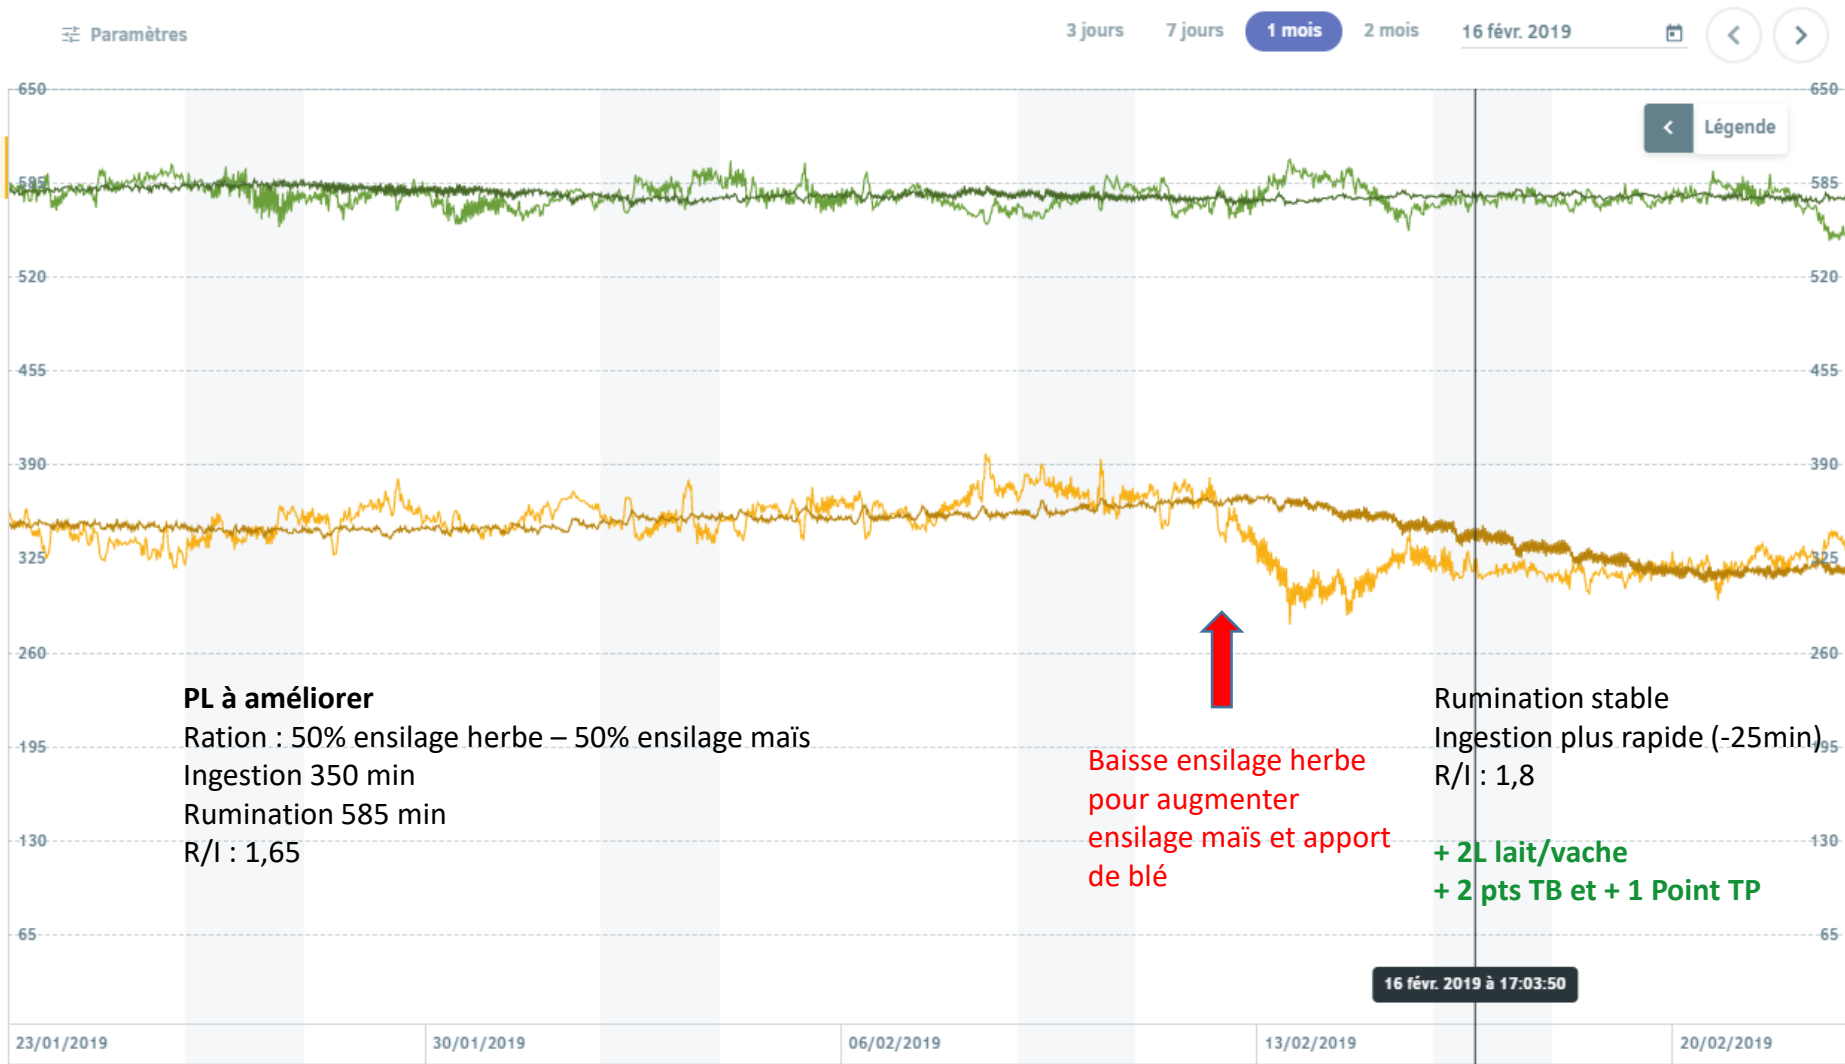 Paramètres
3 jours 7 jours 1 mois 2 mois 16 févr. 2019
Légende
650 650
585 585
520 520
455 455
390 390
325 325
260 260
195 195
130 130
65 65
PL à améliorer
Ration : 50% ensilage herbe – 50% ensilage maïs
Ingestion 350 min
Rumination 585 min
R/I : 1,65
Baisse ensilage herbe
pour augmenter
ensilage maïs et apport
de blé
Rumination stable
Ingestion plus rapide (-25min)
R/I : 1,8
+ 2L lait/vache
+ 2 pts TB et + 1 Point TP
16 févr. 2019 à 17:03:50
23/01/2019 30/01/2019 06/02/2019 13/02/2019 20/02/2019